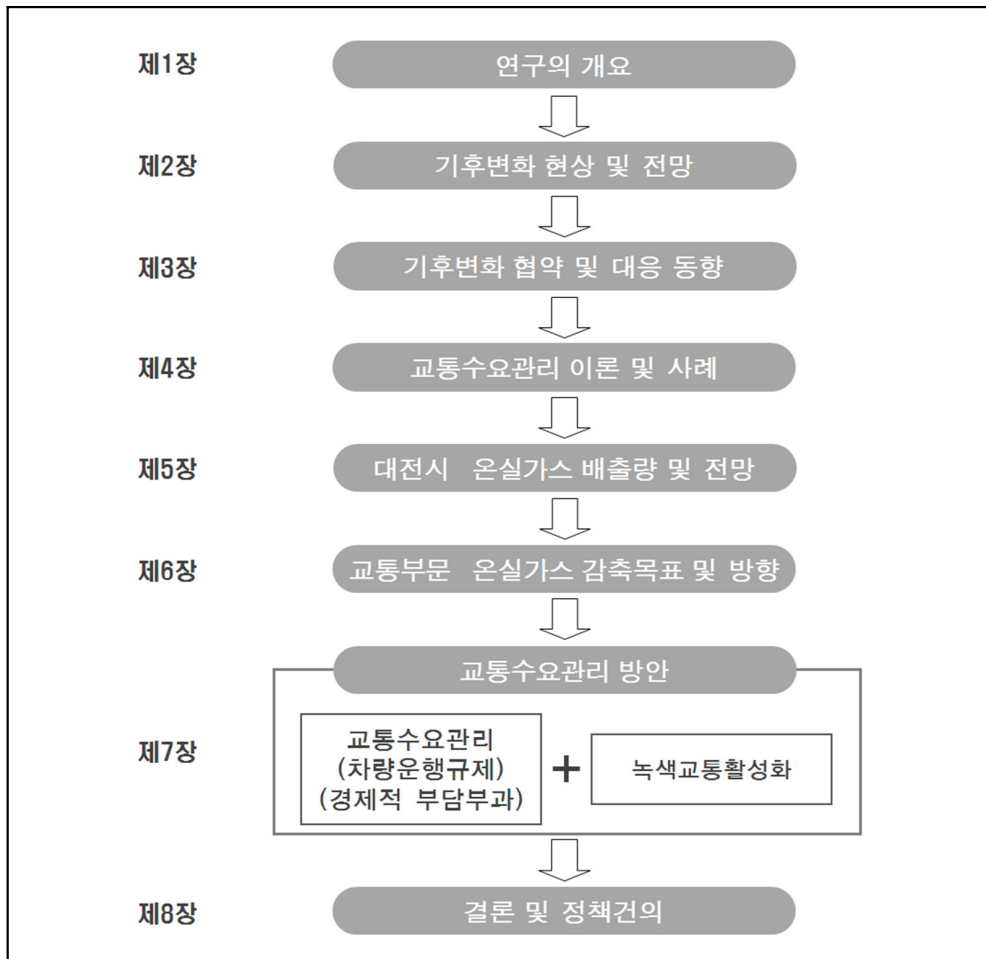 제1장
연구의 개요
제2장
기후변화 현상 및 전망
제3장
기후변화 협약 및 대응 동향
제4장
교통수요관리 이론 및 사례
제5장
대전시 온실가스 배출량 및 전망
제6장
교통부문 온실가스 감축목표 및 방향
제7장
교통수요관리 방안
교통수요관리
(차량운행규제)
(경제적 부담부과)
+
녹색교통활성화
제8장
결론 및 정책건의